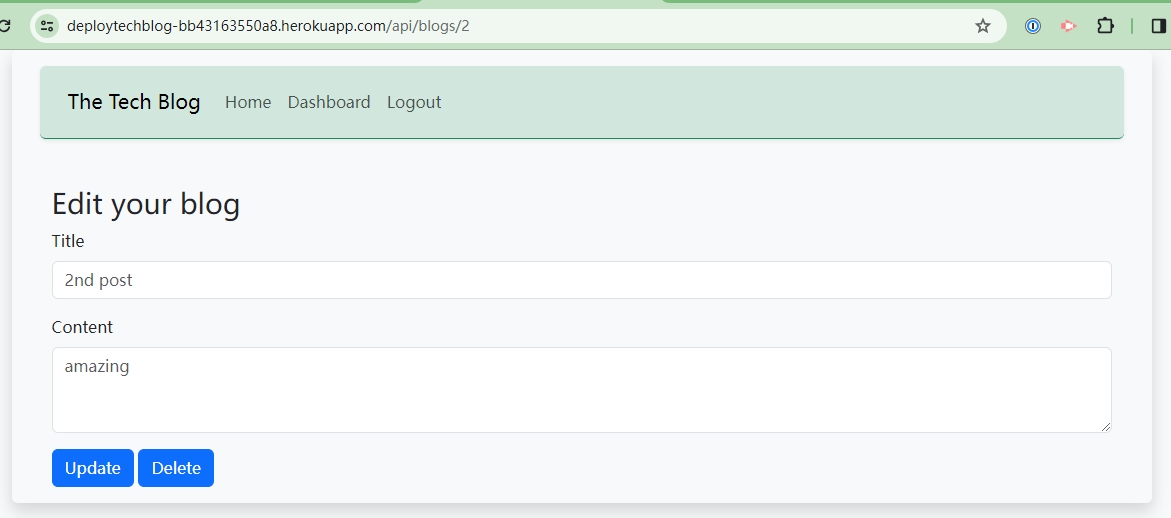 deploytechblog-bb43163550a8.herokuapp.com/api/blogs/2
The Tech Blog Home Dashboard Logout
Edit your blog
Title
2nd post
Content
amazing
Update Delete